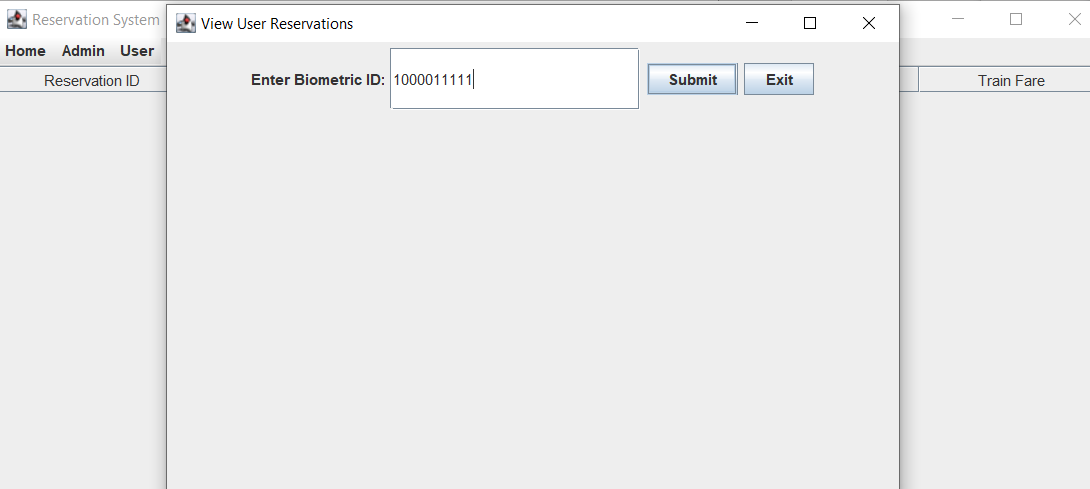 Reservation System
View User Reservations
Home Admin User
Enter Biometric ID: 1000011111 Submit Exit
Reservation ID Train Fare